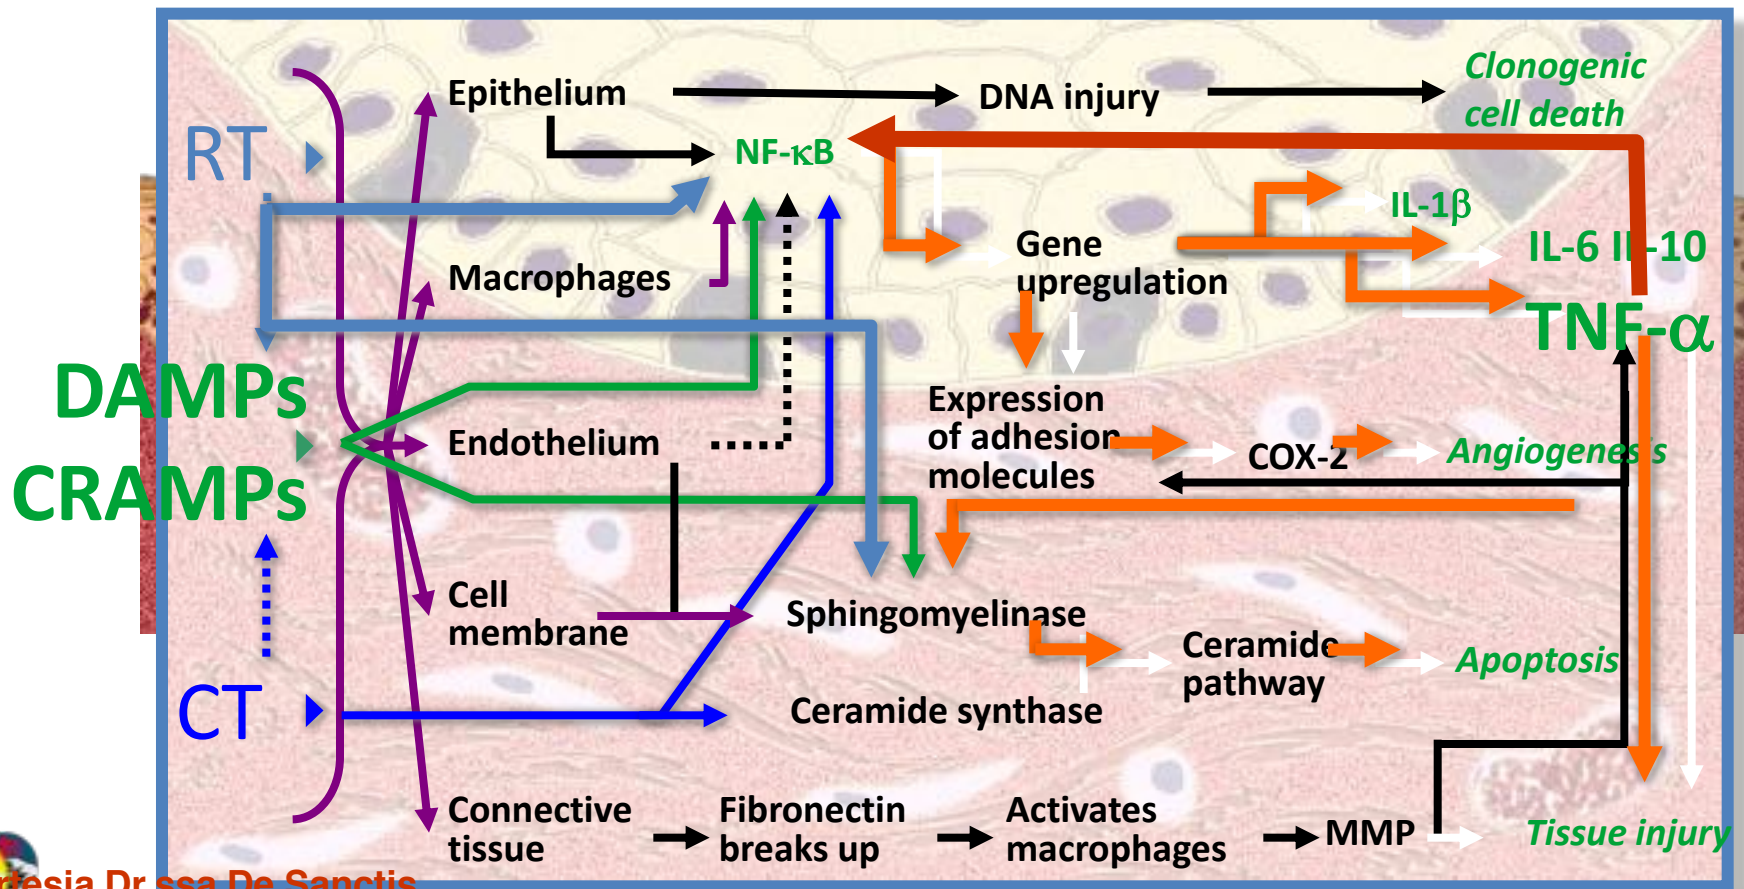 Epithelium
DNA injury
Clonogenic
cell death
RT
NF-κB
IL-1β
Gene
upregulation
IL-6 IL-10
Macrophages
TNF-α
DAMPs
CRAMPs
Endothelium
Expression
of adhesion
molecules
COX-2
Angiogenesis
Cell
membrane
Sphingomyelinase
Ceramide
pathway
Apoptosis
CT
Ceramide synthase
Connective
tissue
Fibronectin
breaks up
Activates
macrophages
MMP
Tissue injury
rtesia Dr.ssa De Sanctis